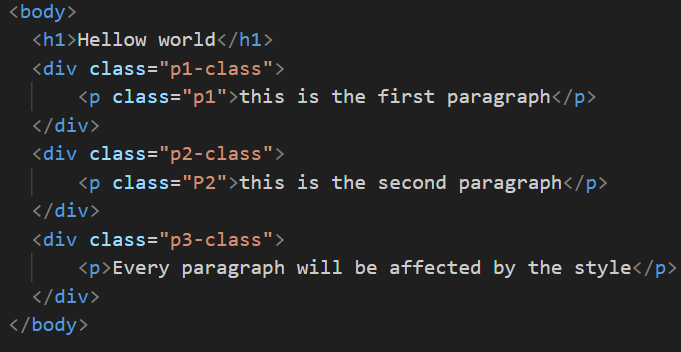 <body>
<h1>Hellow world</h1>
<div class="p1-class">
<p class="p1">this is the first paragraph</p>
</div>
<div class="p2-class">
<p class="P2">this is the second paragraph</p>
</div>
<div class="p3-class">
<p>Every paragraph will be affected by the style</p>
</div>
</body>